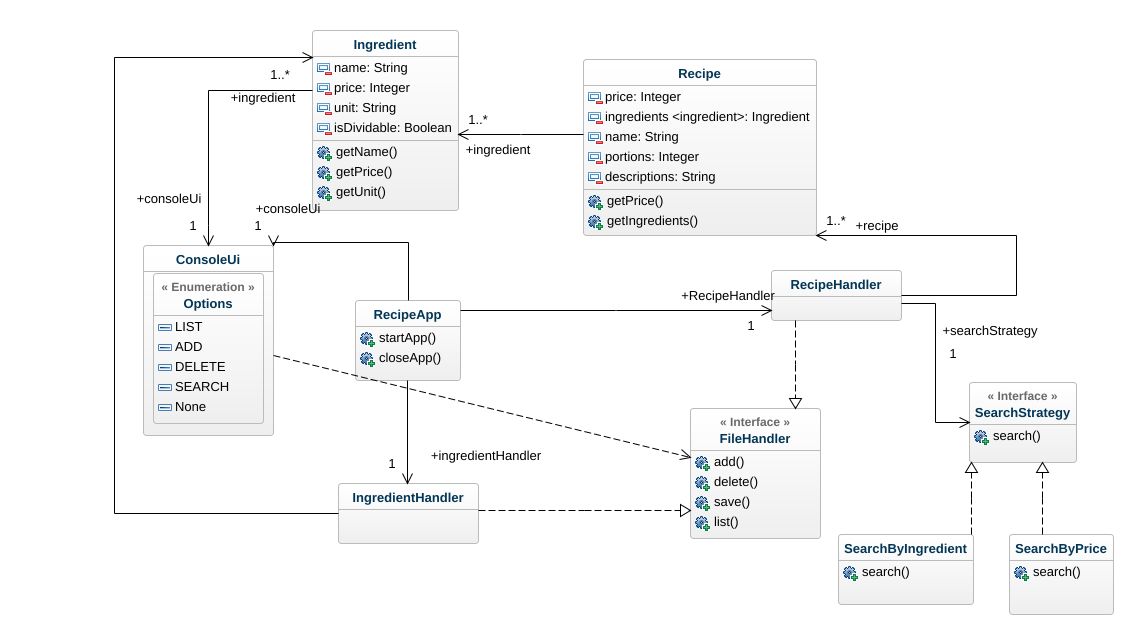 Ingredient
name: String
price: Integer
unit: String
isDividable: Boolean
getName()
getPrice()
getUnit()
1..*
+ingredient
Recipe
price: Integer
ingredients <ingredient>: Ingredient
name: String
portions: Integer
descriptions: String
getPrice()
getIngredients()
1..*
+ingredient
+consoleUi
1
+consoleUi
1
1..*
+recipe
ConsoleUi
« Enumeration »
Options
LIST
ADD
DELETE
SEARCH
None
RecipeApp
startApp()
closeApp()
+RecipeHandler
1
RecipeHandler
+searchStrategy
1
« Interface »
SearchStrategy
search()
« Interface »
FileHandler
add()
delete()
save()
list()
+ingredientHandler
1
IngredientHandler
SearchByIngredient
search()
SearchByPrice
search()